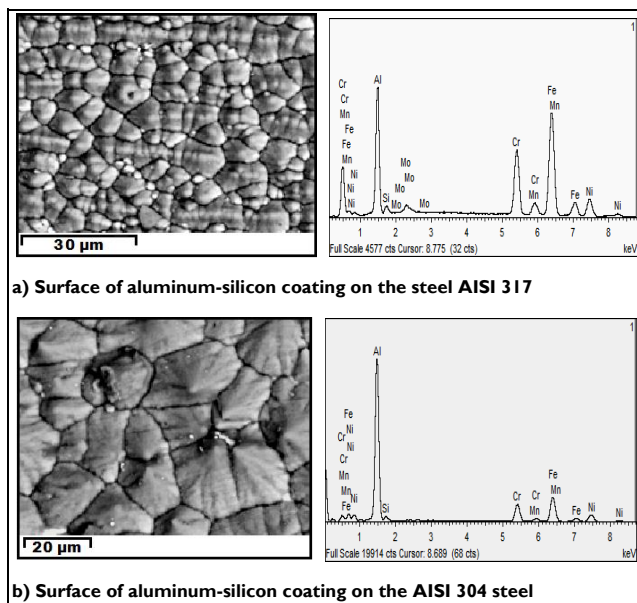 1
Al
Fe
Cr
Cr
Mn
Fe
Fe
Mn
Ni
Ni
Si
Mo
Mo
Mo
Mo
Mo
Cr
Cr
Mn
Mn
Fe
Ni
Ni
1 2 3 4 5 6 7 8
30 µm
Full Scale 4577 cts Cursor: 8.775 (32 cts) keV
a) Surface of aluminum-silicon coating on the steel AISI 317
1
Al
Fe
Ni
Cr Ni
Cr
Mn
Mn Ni
Fe
Si
Cr
Cr
Mn
Fe
Mn
Fe
Ni
Ni
1 2 3 4 5 6 7 8
20 µm
Full Scale 19914 cts Cursor: 8.689 (68 cts) keV
b) Surface of aluminum-silicon coating on the AISI 304 steel